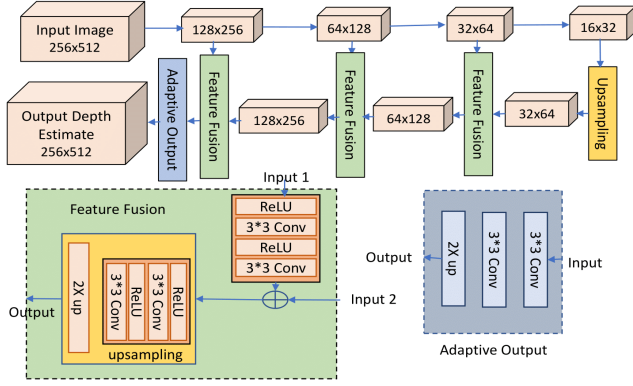 Input Image
256x512
128x256
64x128
32x64
16x32
Output Depth
Estimate
256x512
Adaptive Output
Feature Fusion
128x256
Feature Fusion
64x128
Feature Fusion
32x64
Upsampling
Input 1
Feature Fusion
ReLU
3*3 Conv
ReLU
3*3 Conv
Input 2
Output
2X up
3*3 Conv
ReLU
3*3 Conv
ReLU
upsampling
Output
2X up
3*3 Conv
3*3 Conv
Input
Adaptive Output